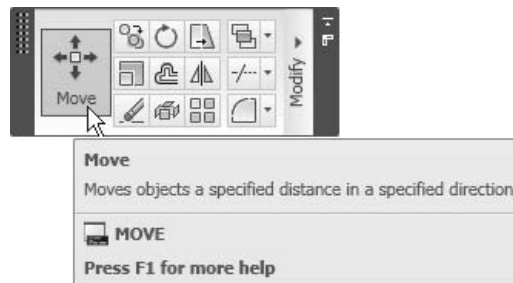 Move
Modify
Move
Moves objects a specified distance in a specified direction
MOVE
Press F1 for more help